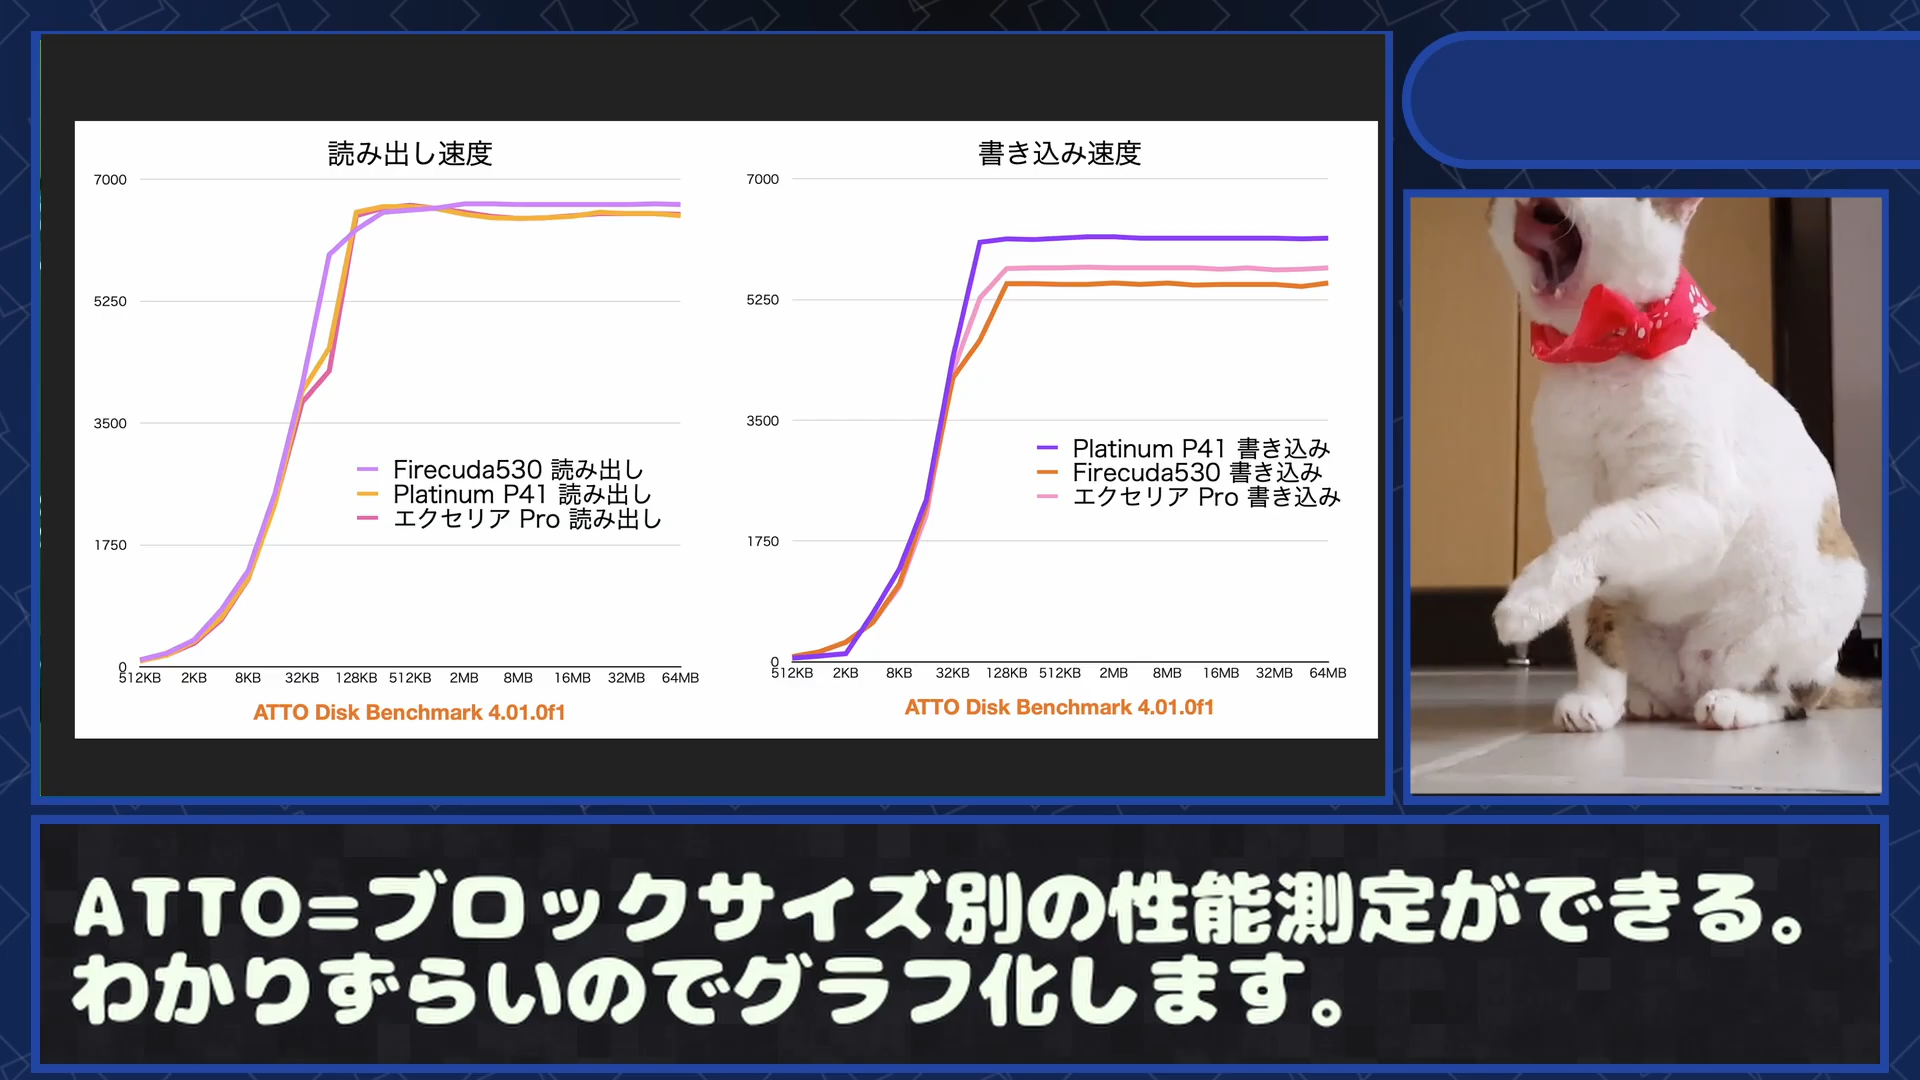 読み出し速度
7000
5250
3500
1750
0
512KB 2KB 8KB 32KB 128KB 512KB 2MB 8MB 16MB 32MB 64MB
Firecuda530 読み出し
Platinum P41 読み出し
エクセリア Pro 読み出し
ATTO Disk Benchmark 4.01.0f1
書き込み速度
7000
5250
3500
1750
0
512KB 2KB 8KB 32KB 128KB 512KB 2MB 8MB 16MB 32MB 64MB
Platinum P41 書き込み
Firecuda530 書き込み
エクセリア Pro 書き込み
ATTO Disk Benchmark 4.01.0f1
ATTO=ブロックサイズ別の性能測定ができる。
わかりずらいのでグラフ化します。